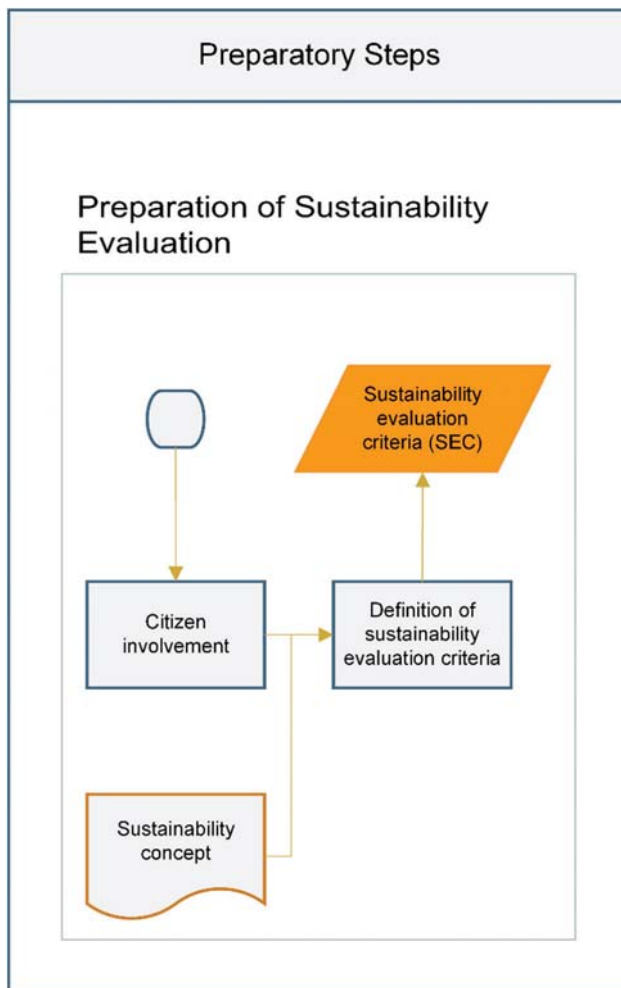 Preparatory Steps
Preparation of Sustainability
Evaluation
Sustainability
evaluation
criteria (SEC)
Citizen
involvement
Definition of
sustainability
evaluation criteria
Sustainability
concept